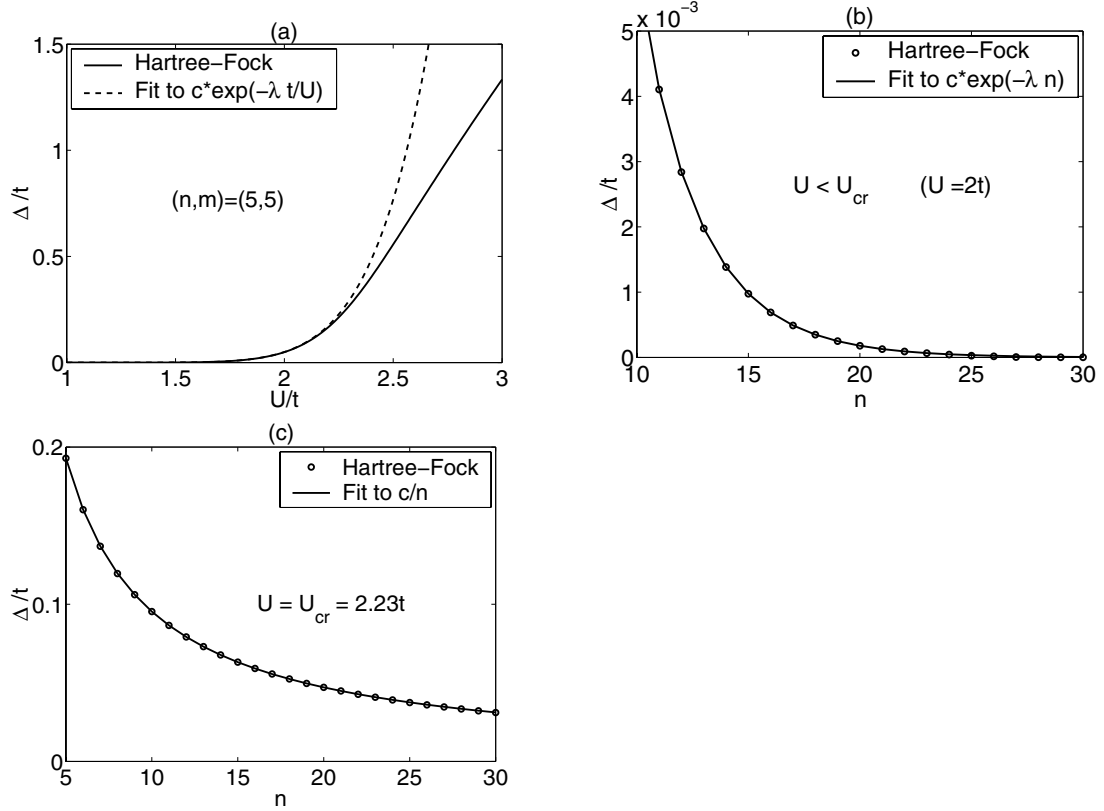 (a)
1.5
1
0.5
0
Δ/t
Hartree−Fock
Fit to c*exp(−λ t/U)
(n,m)=(5,5)
1 1.5 2 2.5 3
U/t
(b)
x 10⁻³
5
4
3
2
1
0
Δ/t
Hartree−Fock
Fit to c*exp(−λ n)
U < U_cr (U =2t)
10 15 20 25 30
n
(c)
0.2
0.1
0
Δ/t
Hartree−Fock
Fit to c/n
U = U_cr = 2.23t
5 10 15 20 25 30
n